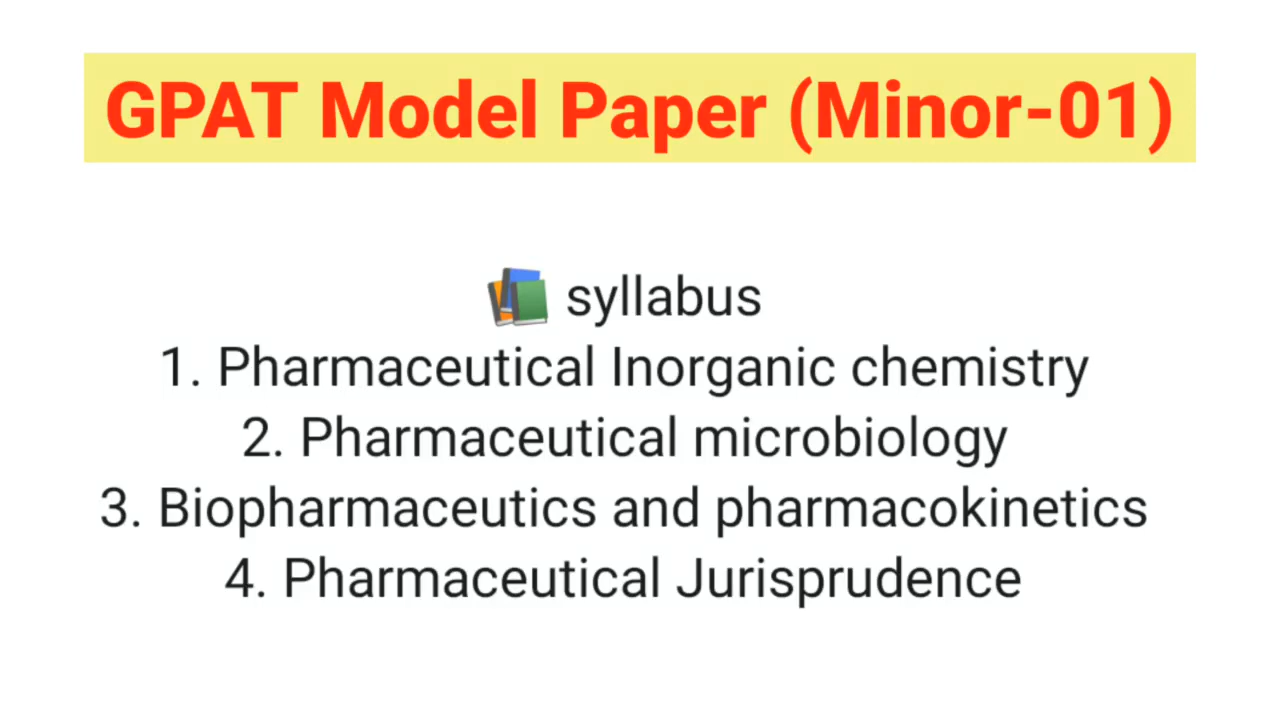 GPAT Model Paper (Minor-01)
📚 syllabus
1. Pharmaceutical Inorganic chemistry
2. Pharmaceutical microbiology
3. Biopharmaceutics and pharmacokinetics
4. Pharmaceutical Jurisprudence